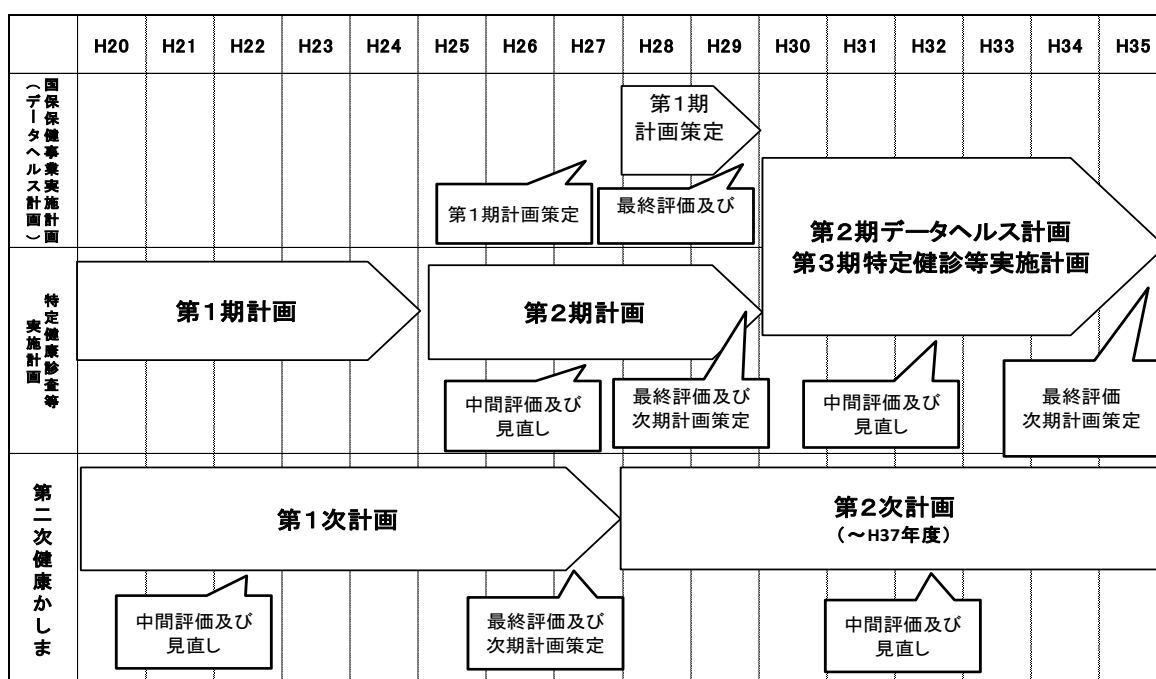 H20 H21 H22 H23 H24 H25 H26 H27 H28 H29 H30 H31 H32 H33 H34 H35
国保保健事業実施計画
（データヘルス計画）
第1期
計画策定
第1期計画策定
最終評価及び
第2期データヘルス計画
第3期特定健診等実施計画
特定健康診査等
実施計画
第1期計画
第2期計画
中間評価及び
見直し
最終評価及び
次期計画策定
中間評価及び
見直し
最終評価
次期計画策定
第二次健康かしま
第1次計画
第2次計画
（～H37年度）
中間評価及び
見直し
最終評価及び
次期計画策定
中間評価及び
見直し